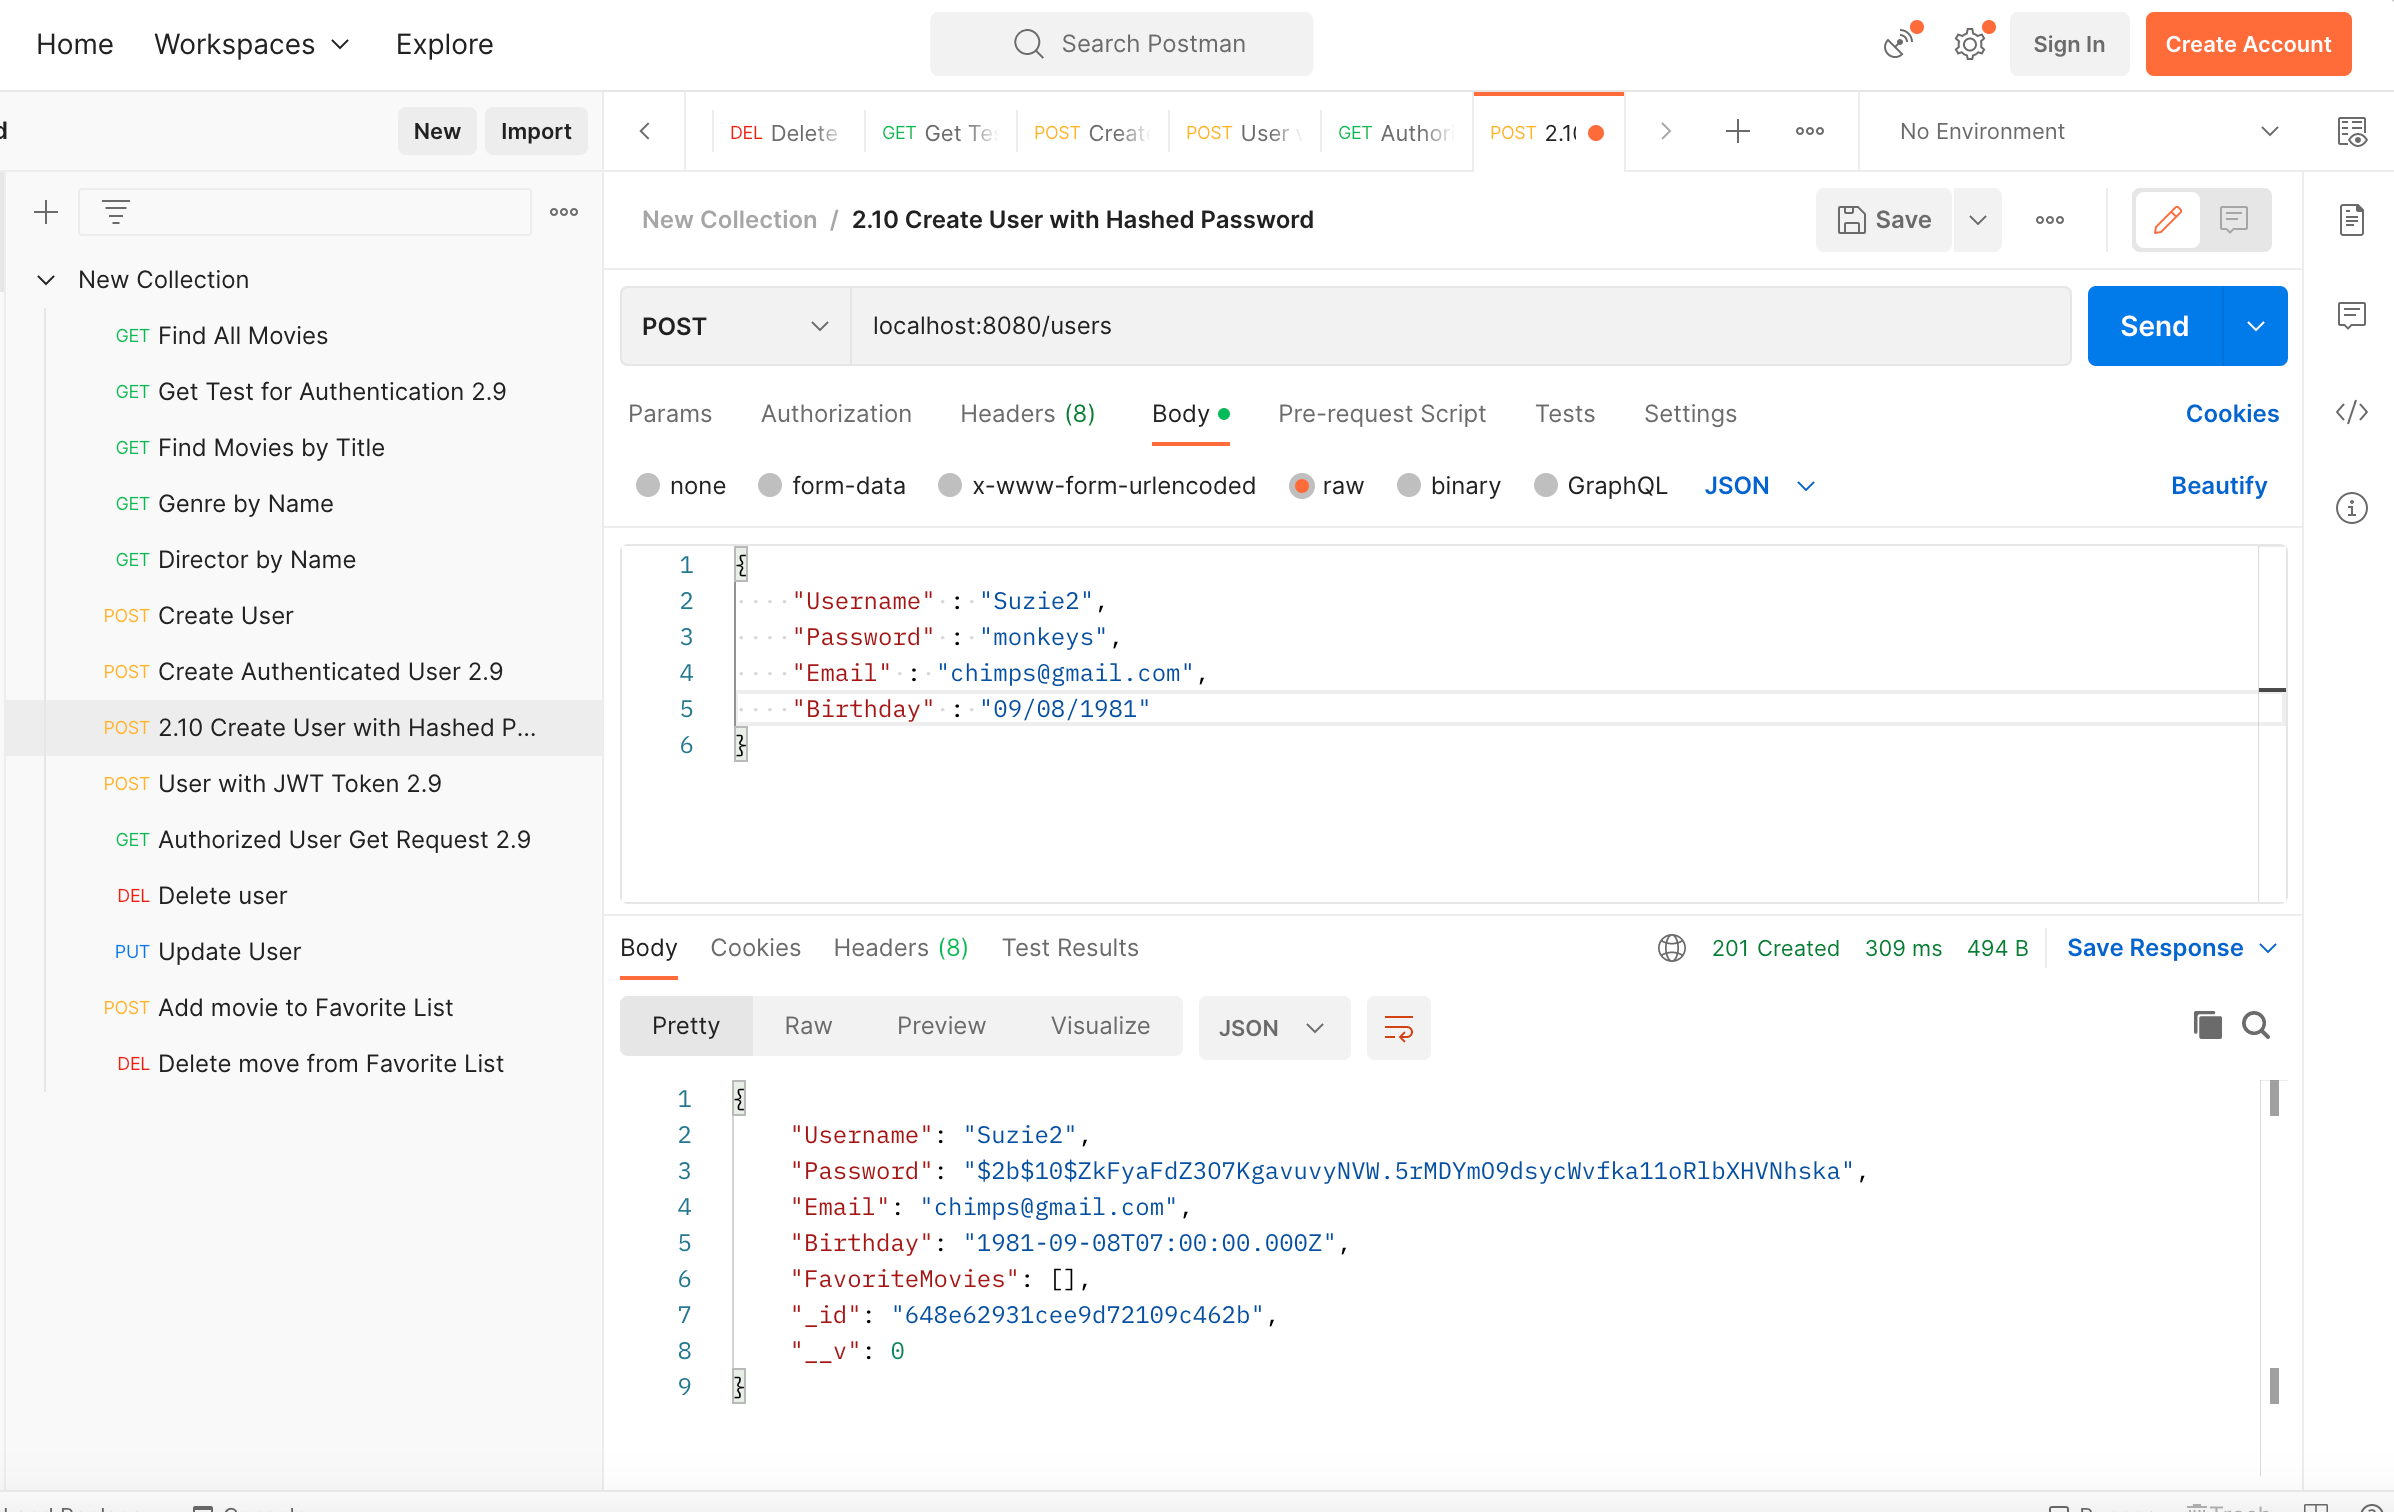 Home Workspaces Explore Search Postman Sign In Create Account
New Import DEL Delete GET Get Te POST Creat POST User GET Author POST 2.1 No Environment
New Collection / 2.10 Create User with Hashed Password Save
New Collection
GET Find All Movies
GET Get Test for Authentication 2.9
GET Find Movies by Title
GET Genre by Name
GET Director by Name
POST Create User
POST Create Authenticated User 2.9
POST 2.10 Create User with Hashed P...
POST User with JWT Token 2.9
GET Authorized User Get Request 2.9
DEL Delete user
PUT Update User
POST Add movie to Favorite List
DEL Delete move from Favorite List
POST localhost:8080/users Send
Params Authorization Headers (8) Body Pre-request Script Tests Settings Cookies
none form-data x-www-form-urlencoded raw binary GraphQL JSON Beautify
1 {
2 "Username" : "Suzie2",
3 "Password" : "monkeys",
4 "Email" : "chimps@gmail.com",
5 "Birthday" : "09/08/1981"
6 }
Body Cookies Headers (8) Test Results 201 Created 309 ms 494 B Save Response
Pretty Raw Preview Visualize JSON
1 {
2 "Username": "Suzie2",
3 "Password": "$2b$10$ZkFyaFdZ3O7KgavuvyNVW.5rMDYmO9dsycWvfka11oRlbXHVNhska",
4 "Email": "chimps@gmail.com",
5 "Birthday": "1981-09-08T07:00:00.000Z",
6 "FavoriteMovies": [],
7 "_id": "648e62931cee9d72109c462b",
8 "__v": 0
9 }